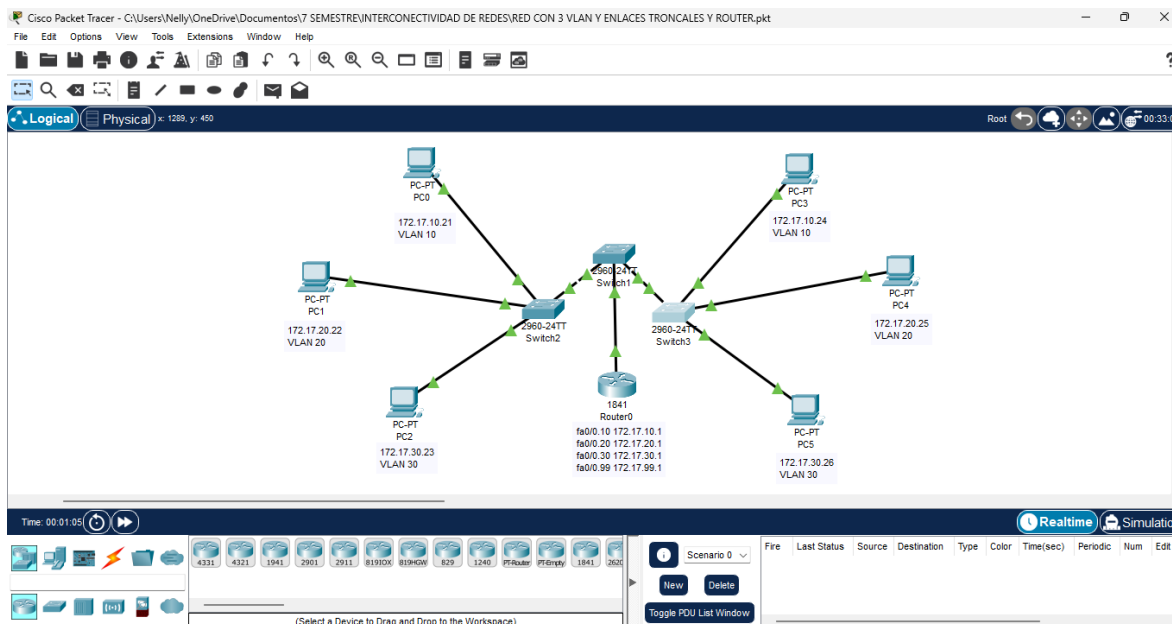 Cisco Packet Tracer - C:\Users\Nelly\OneDrive\Documentos\7 SEMESTRE\INTERCONECTIVIDAD DE REDES\RED CON 3 VLAN Y ENLACES TRONCALES Y ROUTER.pkt
File Edit Options View Tools Extensions Window Help
Logical Physical x: 1289, y: 450 Root 00:33:0
PC-PT
PC0
172.17.10.21
VLAN 10
PC-PT
PC3
172.17.10.24
VLAN 10
2960-24TT
Switch1
PC-PT
PC1
172.17.20.22
VLAN 20
PC-PT
PC4
172.17.20.25
VLAN 20
2960-24TT
Switch2
2960-24TT
Switch3
PC-PT
PC2
172.17.30.23
VLAN 30
1841
Router0
fa0/0.10 172.17.10.1
fa0/0.20 172.17.20.1
fa0/0.30 172.17.30.1
fa0/0.99 172.17.99.1
PC-PT
PC5
172.17.30.26
VLAN 30
Time: 00:01:05 Realtime Simulatio
4331 4321 1941 2901 2911 819IOX 819HGW 829 1240 PT-Router PT-Empty 1841 2620
Scenario 0
New Delete
Toggle PDU List Window
Fire Last Status Source Destination Type Color Time(sec) Periodic Num Edit
(Select a Device to Drag and Drop to the Workspace)